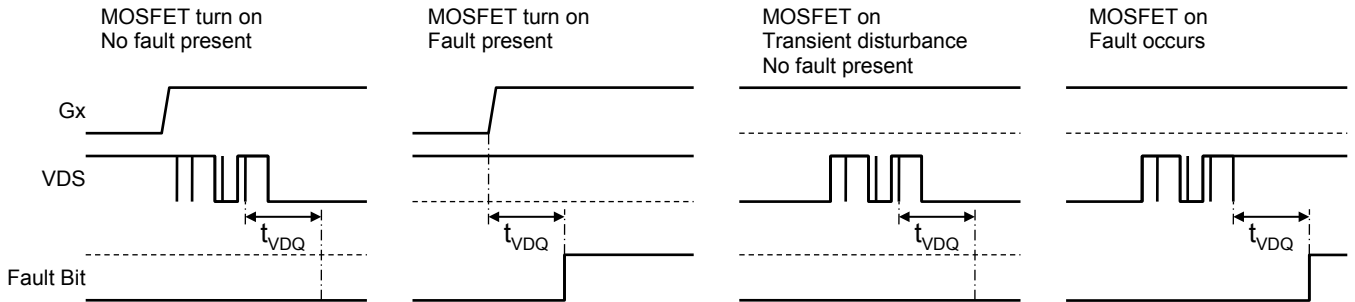 MOSFET turn on
No fault present
MOSFET turn on
Fault present
MOSFET on
Transient disturbance
No fault present
MOSFET on
Fault occurs
Gx
VDS
tVDQ
tVDQ
tVDQ
tVDQ
Fault Bit